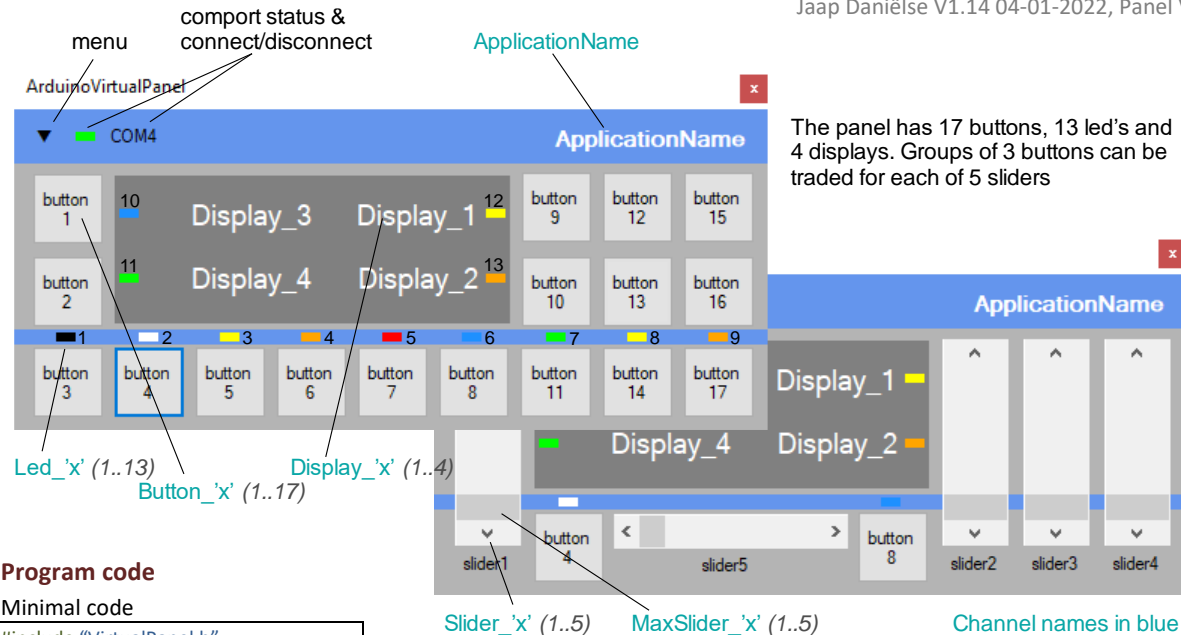 Jaap Daniëlse V1.14 04-01-2022, Panel V
comport status &
connect/disconnect
menu
ApplicationName
ArduinoVirtualPanel
x
COM4
ApplicationName
The panel has 17 buttons, 13 led's and
4 displays. Groups of 3 buttons can be
traded for each of 5 sliders
button
1
10
Display_3
Display_1
12
button
9
button
12
button
15
button
2
11
Display_4
Display_2
13
button
10
button
13
button
16
1
2
3
4
5
6
7
8
9
button
3
button
4
button
5
button
6
button
7
button
8
button
11
button
14
button
17
x
ApplicationName
Display_1
Display_4
Display_2
button
4
button
8
slider1
slider5
slider2
slider3
slider4
Led_'x' (1..13)
Button_'x' (1..17)
Display_'x' (1..4)
Slider_'x' (1..5)
MaxSlider_'x' (1..5)
Channel names in blue
Program code
Minimal code
#include "VirtualPanel.h"